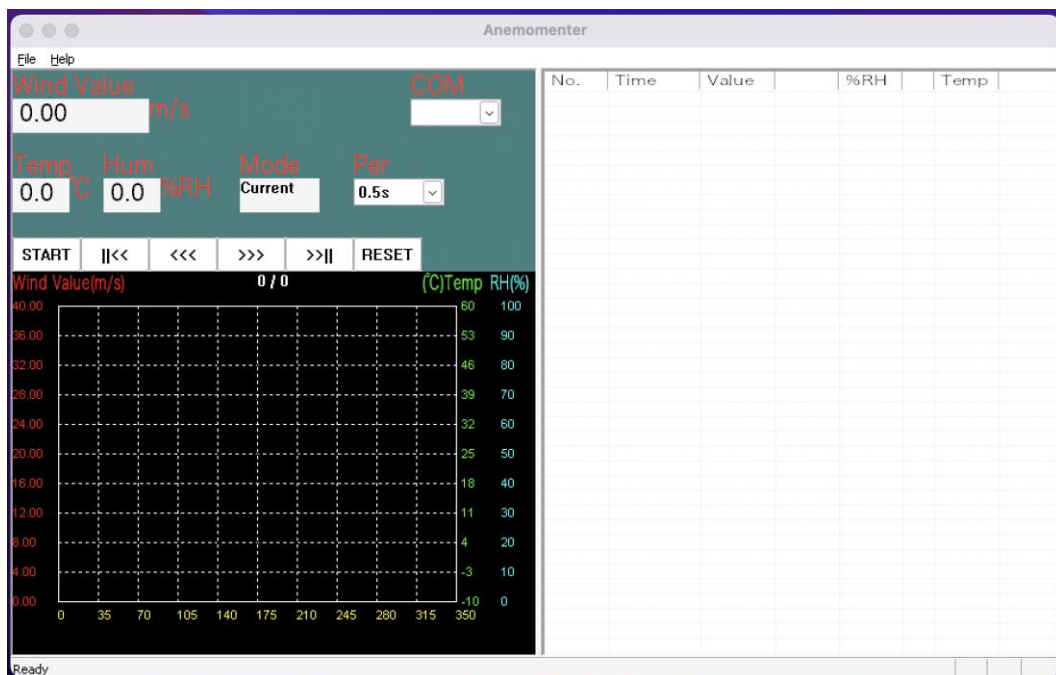 Anemomenter
File Help
Wind Value
COM
0.00 m/s
Temp Hum Mode Per
0.0 °C 0.0 %RH Current 0.5s
START ||<< <<< >>> >>|| RESET
Wind Value(m/s) 0 / 0 (°C)Temp RH(%)
40.00 60 100
36.00 53 90
32.00 46 80
28.00 39 70
24.00 32 60
20.00 25 50
16.00 18 40
12.00 11 30
8.00 4 20
4.00 -3 10
0.00 -10 0
0 35 70 105 140 175 210 245 280 315 350
No. Time Value %RH Temp
Ready